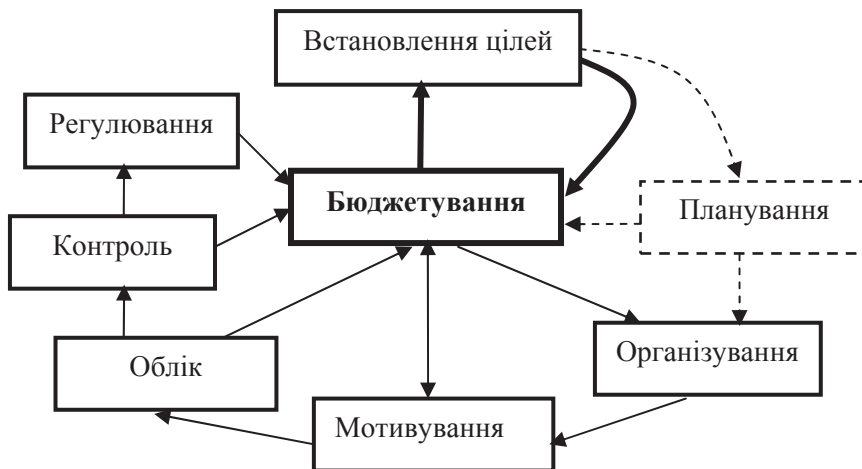 Встановлення цілей
Регулювання
Бюджетування
Планування
Контроль
Облік
Організування
Мотивування